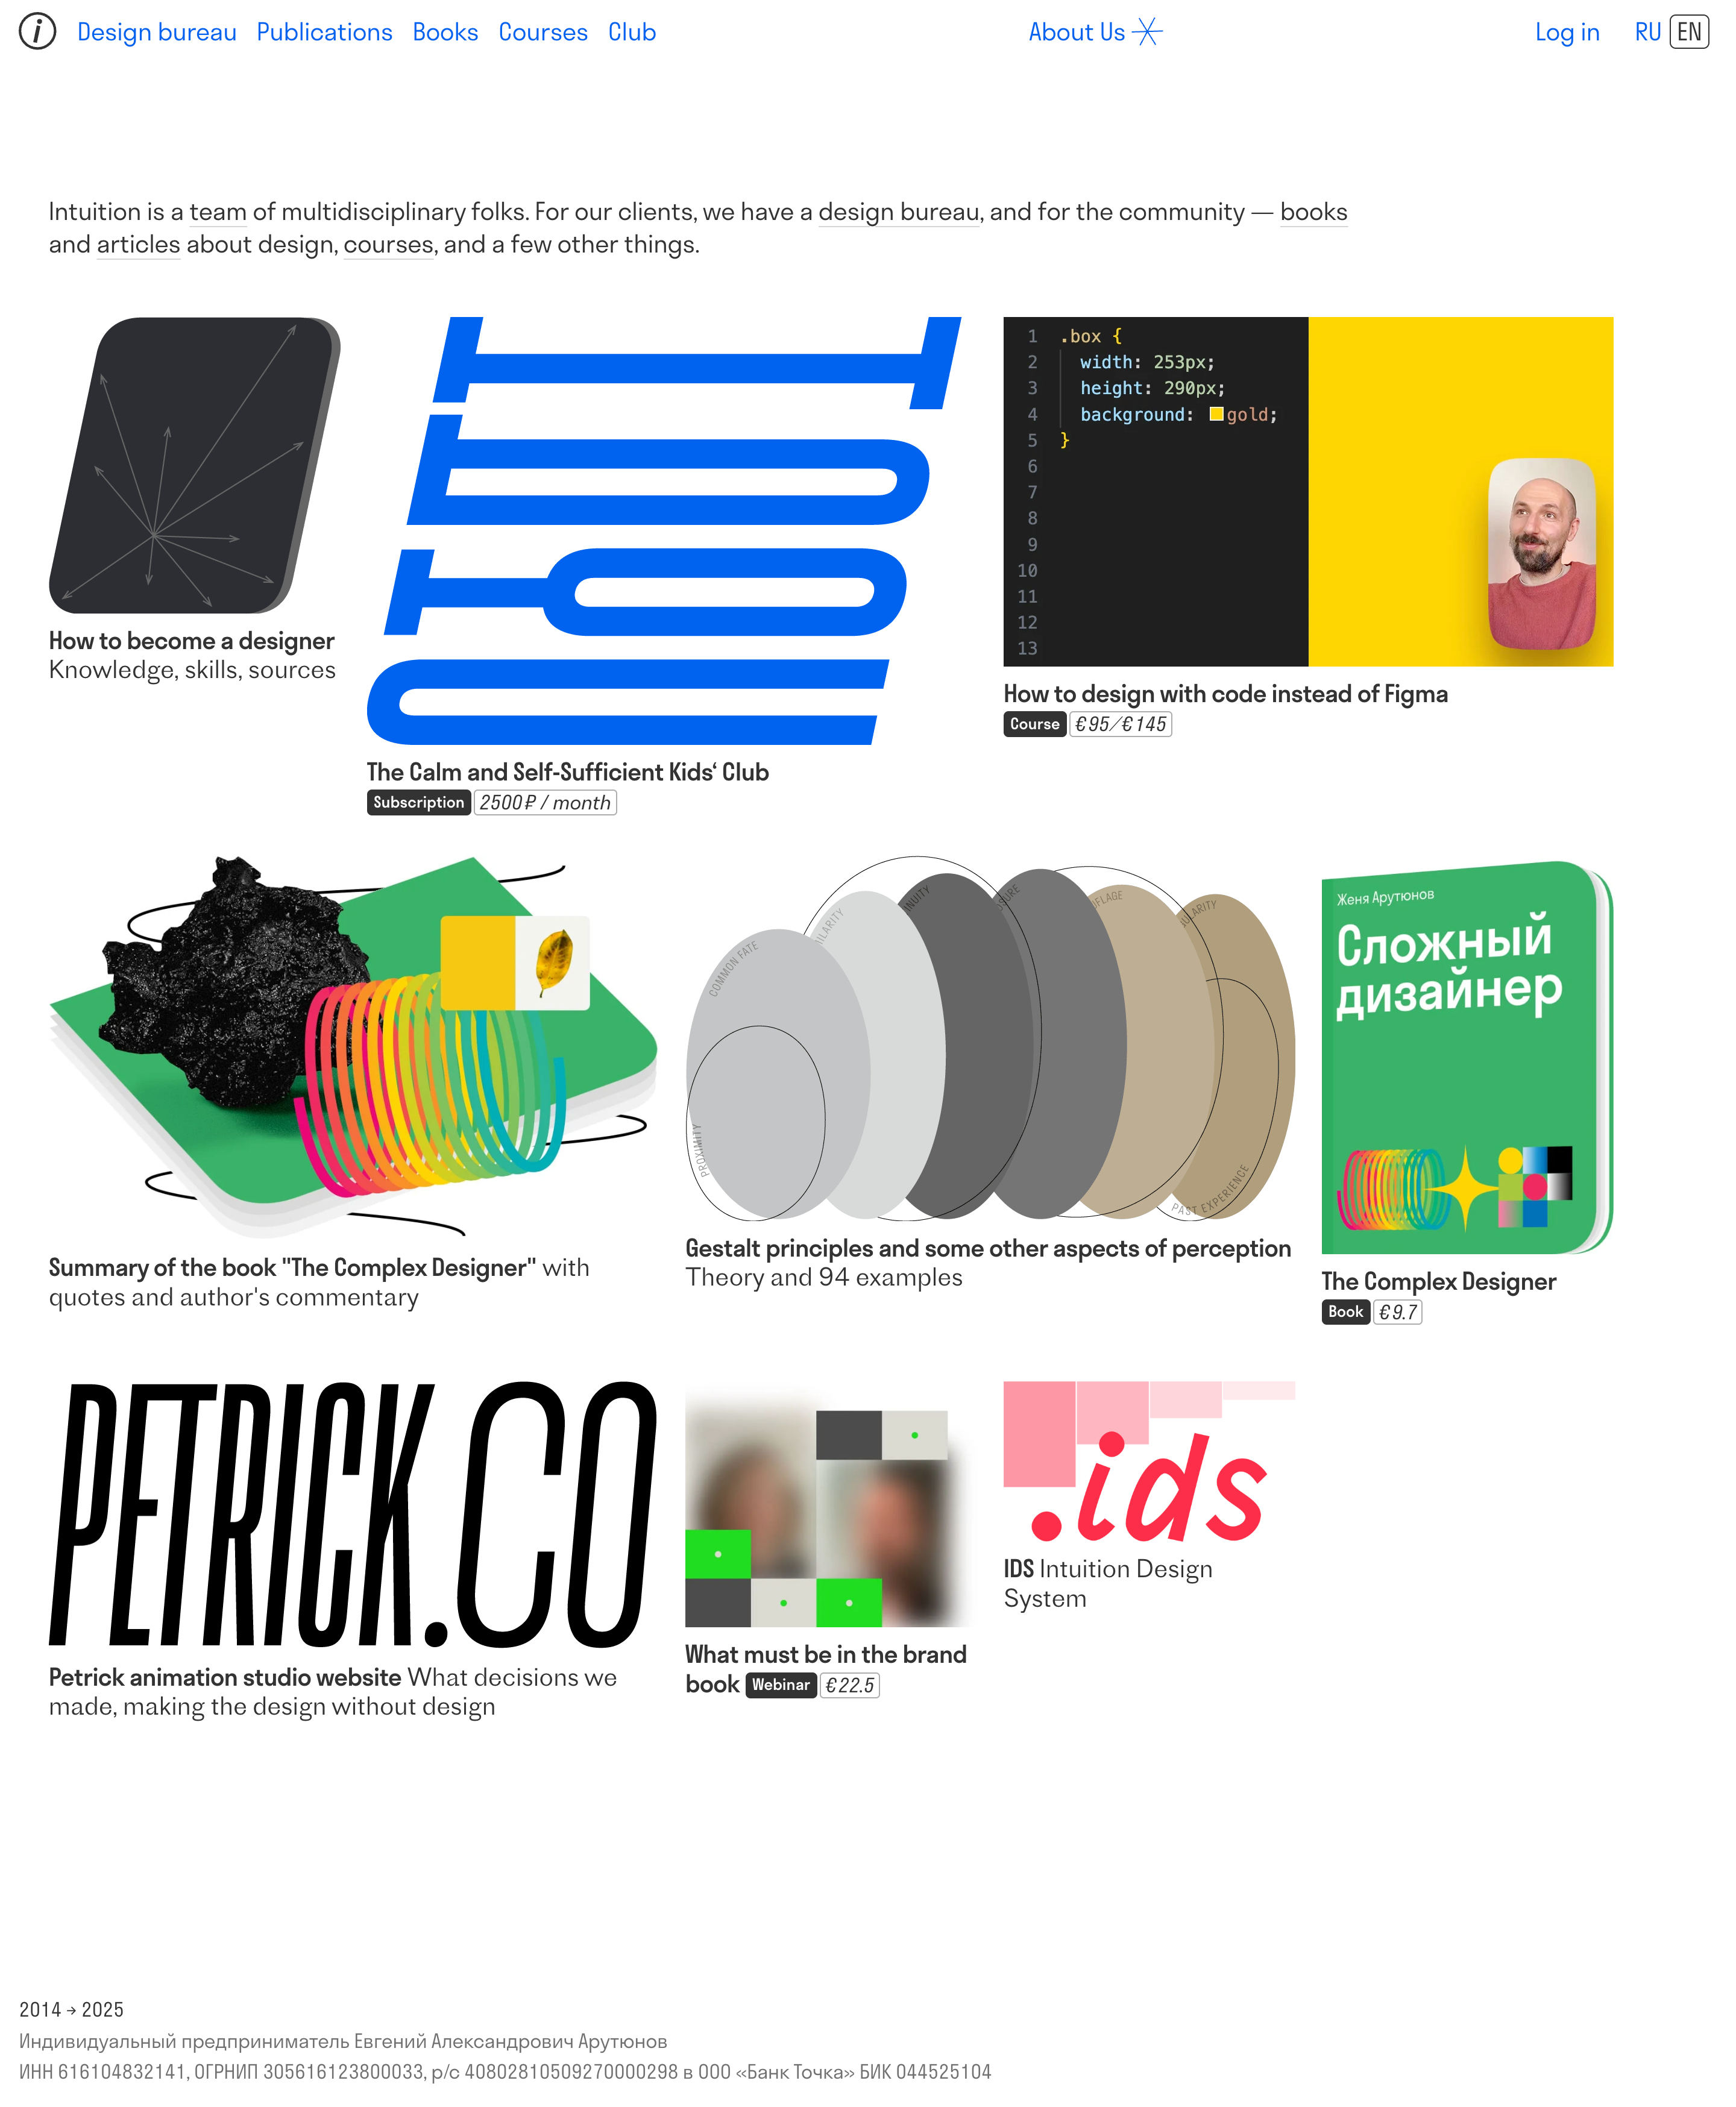 i Design bureau Publications Books Courses Club About Us Log in RU EN
Intuition is a team of multidisciplinary folks. For our clients, we have a design bureau, and for the community — books
and articles about design, courses, and a few other things.
How to become a designer
Knowledge, skills, sources
The Calm and Self-Sufficient Kids‘ Club
Subscription 2500 ₽ / month
1 .box {
2 width: 253px;
3 height: 290px;
4 background: gold;
5 }
6
7
8
9
10
11
12
13
How to design with code instead of Figma
Course €95/€145
Summary of the book "The Complex Designer" with
quotes and author's commentary
COMMON FATE
PROXIMITY
PAST EXPERIENCE
Gestalt principles and some other aspects of perception
Theory and 94 examples
Женя Арутюнов
Сложный
дизайнер
The Complex Designer
Book €9.7
PETRICK.CO
Petrick animation studio website What decisions we
made, making the design without design
What must be in the brand
book Webinar €22.5
.ids
IDS Intuition Design
System
2014 → 2025
Индивидуальный предприниматель Евгений Александрович Арутюнов
ИНН 616104832141, ОГРНИП 305616123800033, р/с 40802810509270000298 в ООО «Банк Точка» БИК 044525104